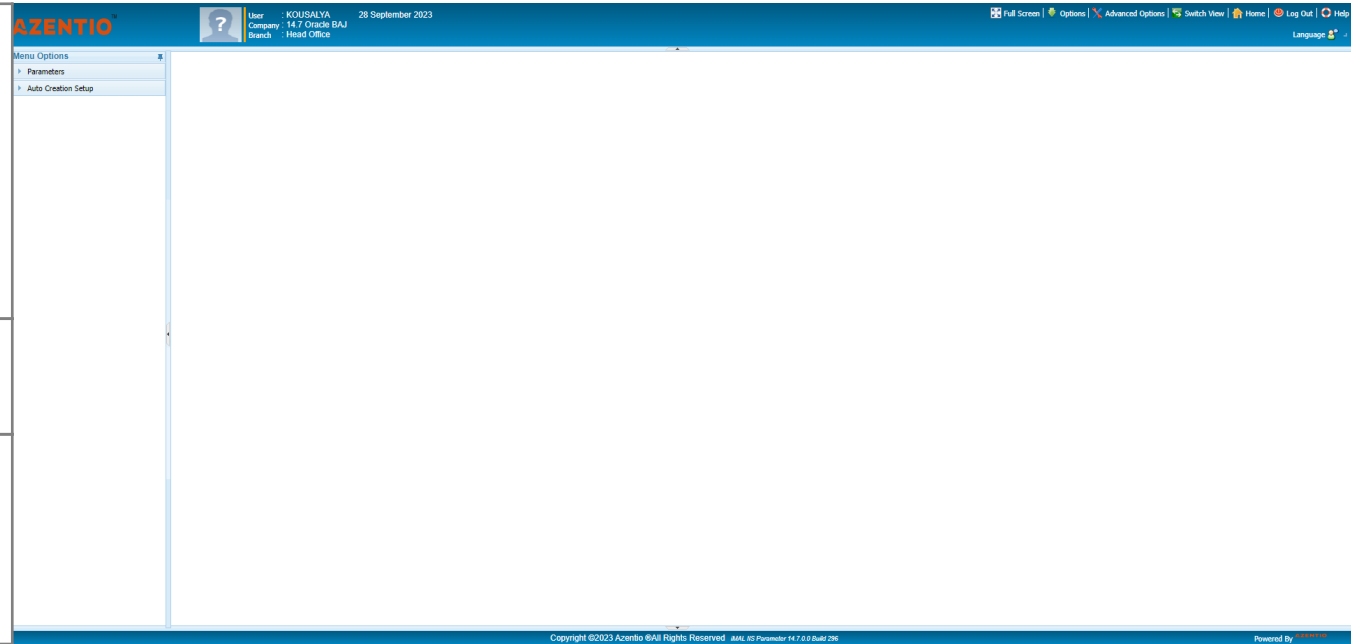 AZENTIO
User : KOUSALYA 28 September 2023
Company : 14.7 Oracle BAJ
Branch : Head Office
Full Screen | Options | Advanced Options | Switch View | Home | Log Out | Help
Language
Menu Options
Parameters
Auto Creation Setup
Copyright ©2023 Azentio ®All Rights Reserved iMAL IIS Parameter 14.7.0.0 Build 296
Powered By AZENTIO